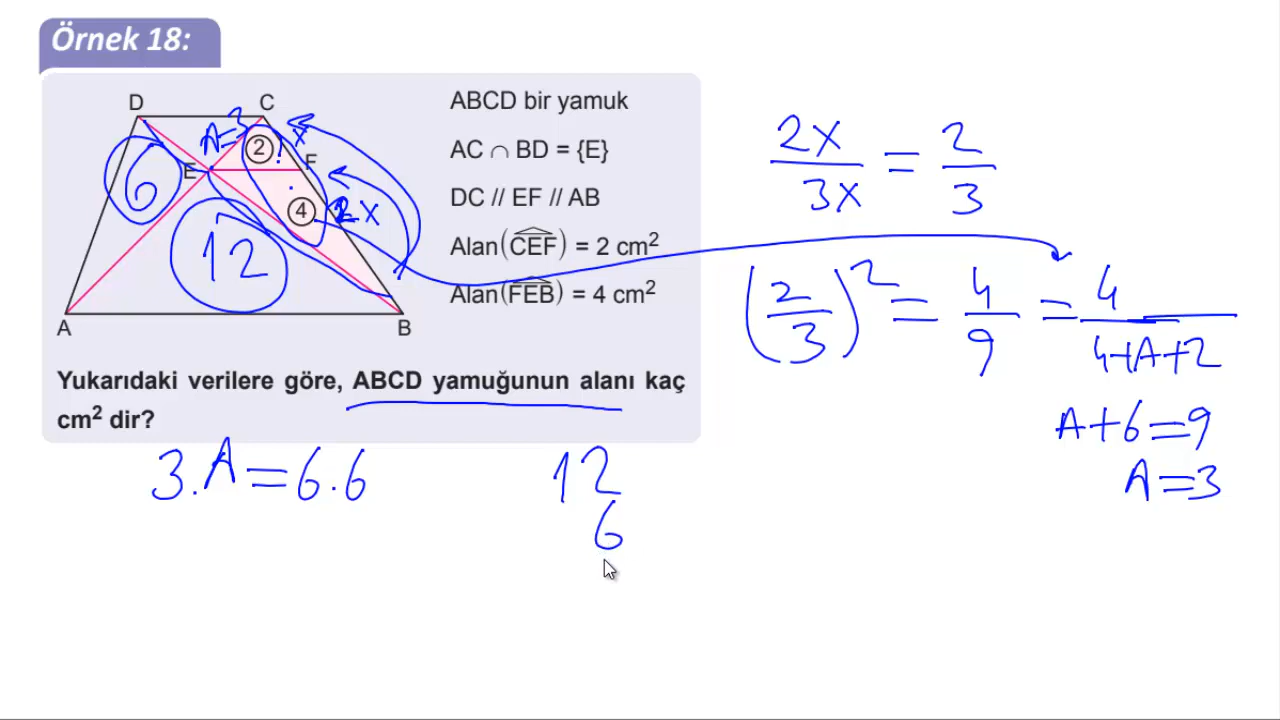 Örnek 18:
D C
A=3 2 x
E F
6
4 2x
12
A B
ABCD bir yamuk
AC ∩ BD = {E}
DC // EF // AB
Alan(CEF) = 2 cm²
Alan(FEB) = 4 cm²
Yukarıdaki verilere göre, ABCD yamuğunun alanı kaç
cm² dir?
2x/3x = 2/3
(2/3)² = 4/9 = 4/4+A+2
A+6=9
A=3
3.A=6.6
12
6